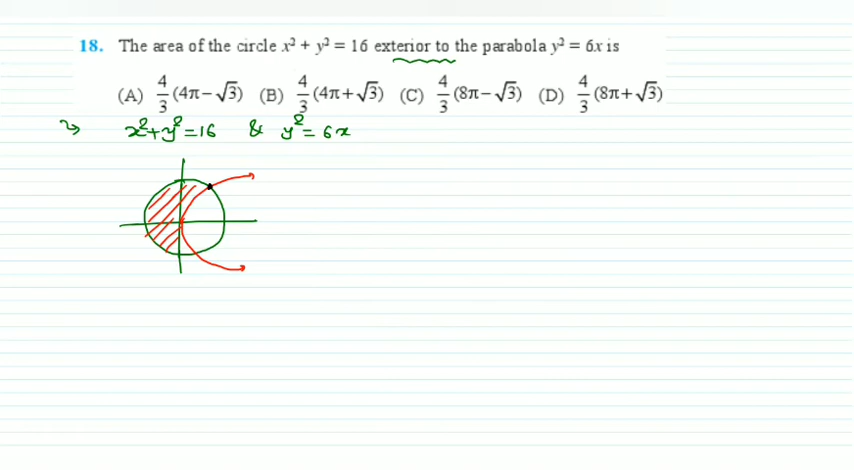 18. The area of the circle x² + y² = 16 exterior to the parabola y² = 6x is
(A) 4/3 (4π − √3) (B) 4/3 (4π + √3) (C) 4/3 (8π − √3) (D) 4/3 (8π + √3)
→ x² + y² = 16 & y² = 6x